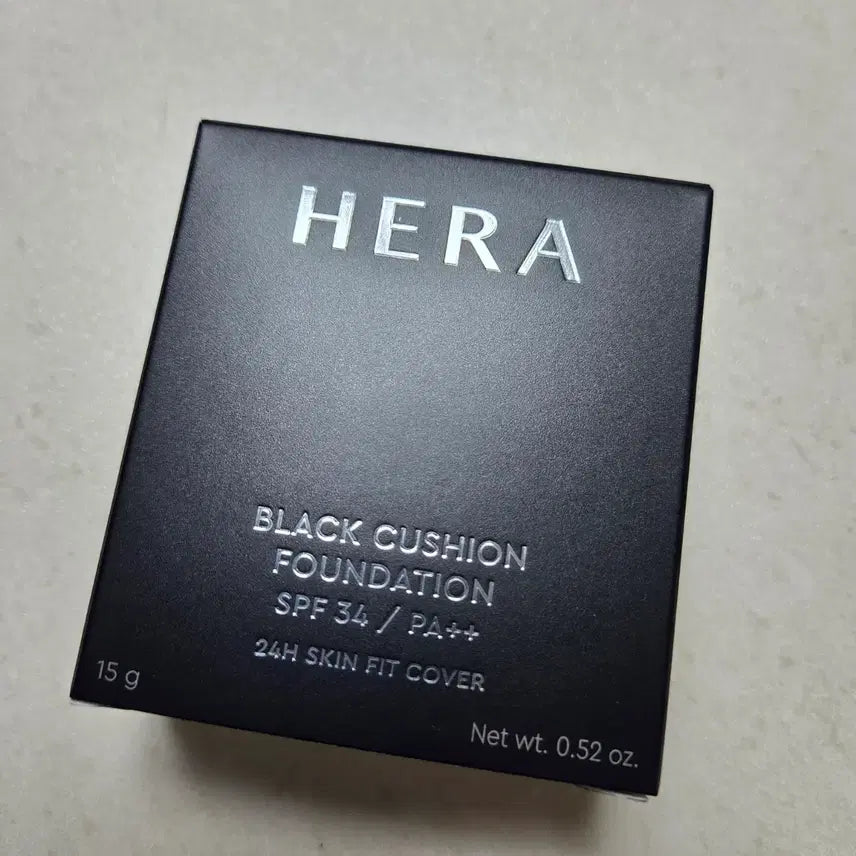 HERA
BLACK CUSHION
FOUNDATION
SPF 34 / PA++
24H SKIN FIT COVER
15 g
Net wt. 0.52 oz.